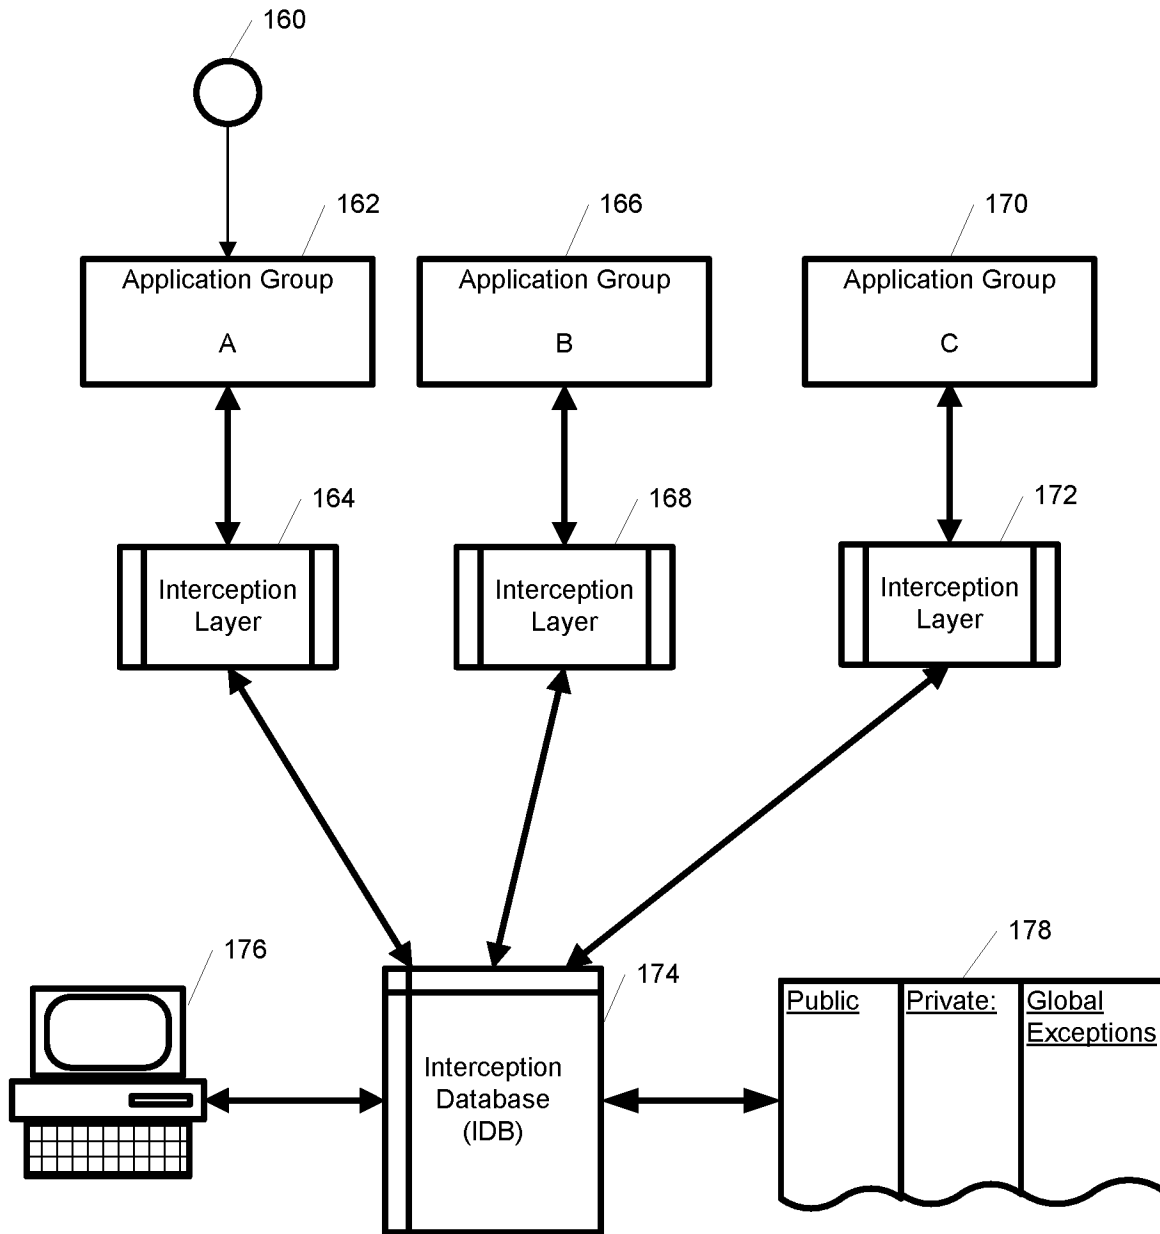 160
162
166
170
Application Group
A
Application Group
B
Application Group
C
164
168
172
Interception
Layer
Interception
Layer
Interception
Layer
176
174
178
Public
Private:
Global
Exceptions
Interception
Database
(IDB)